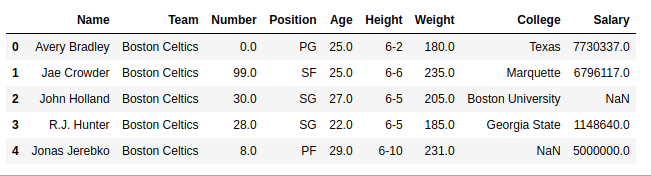 Name Team Number Position Age Height Weight College Salary
0 Avery Bradley Boston Celtics 0.0 PG 25.0 6-2 180.0 Texas 7730337.0
1 Jae Crowder Boston Celtics 99.0 SF 25.0 6-6 235.0 Marquette 6796117.0
2 John Holland Boston Celtics 30.0 SG 27.0 6-5 205.0 Boston University NaN
3 R.J. Hunter Boston Celtics 28.0 SG 22.0 6-5 185.0 Georgia State 1148640.0
4 Jonas Jerebko Boston Celtics 8.0 PF 29.0 6-10 231.0 NaN 5000000.0